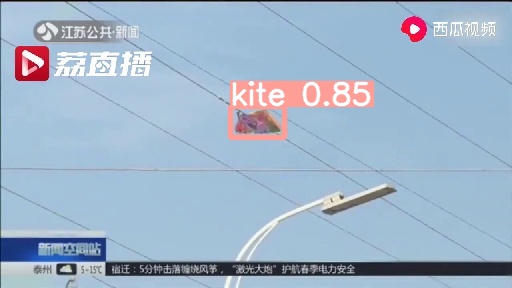 江苏公共·新闻
西瓜视频
荔直播
kite 0.85
新闻空间站
泰州 5~15℃ 宿迁：5分钟击落缠绕风筝，“激光大炮”护航春季电力安全